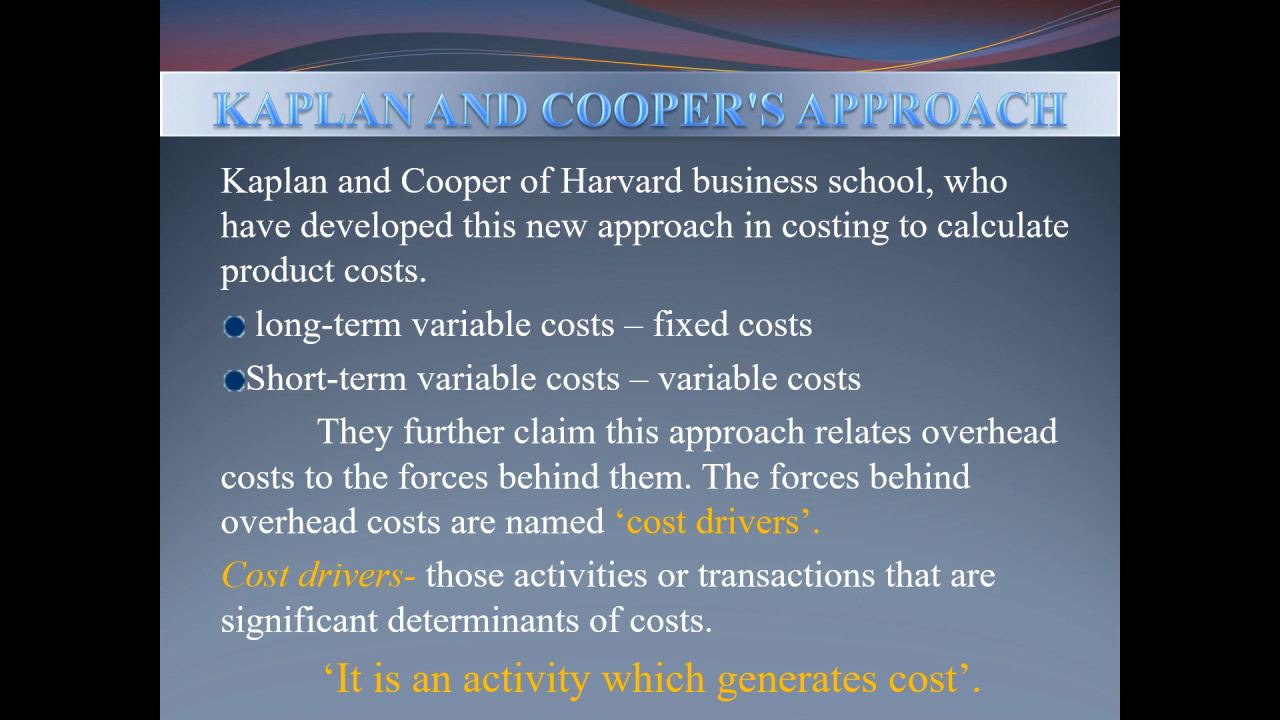 KAPLAN AND COOPER'S APPROACH
Kaplan and Cooper of Harvard business school, who
have developed this new approach in costing to calculate
product costs.
long-term variable costs – fixed costs
Short-term variable costs – variable costs
They further claim this approach relates overhead
costs to the forces behind them. The forces behind
overhead costs are named ‘cost drivers’.
Cost drivers- those activities or transactions that are
significant determinants of costs.
‘It is an activity which generates cost’.